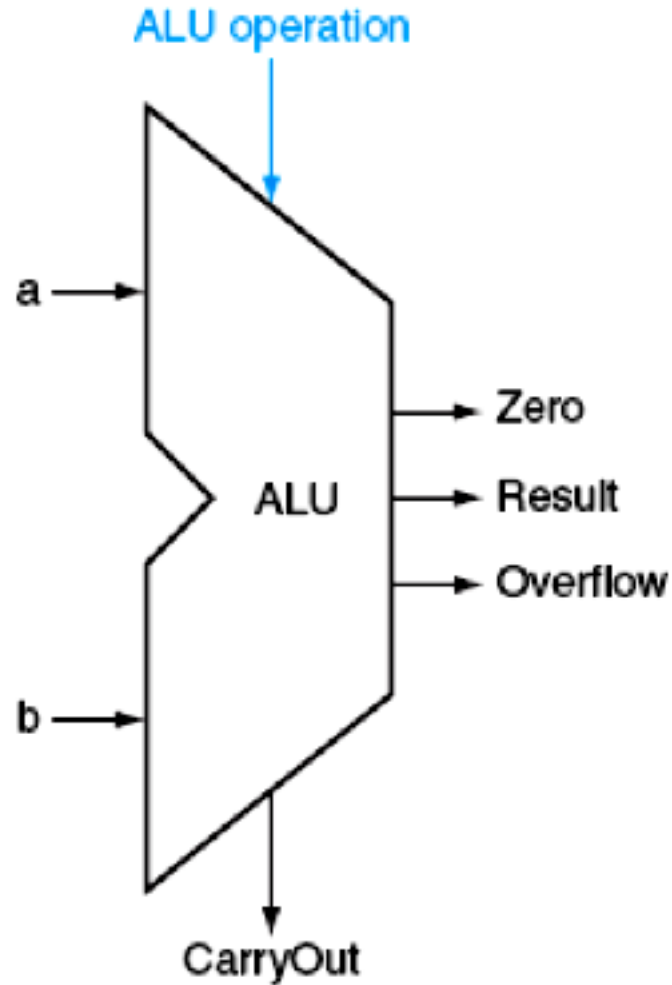 ALU operation
a
Zero
ALU
Result
Overflow
b
CarryOut